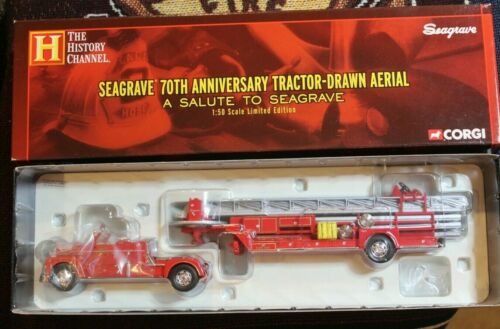 FIRE
H
THE
HISTORY
CHANNEL.
Seagrave
SEAGRAVE 70TH ANNIVERSARY TRACTOR-DRAWN AERIAL
A SALUTE TO SEAGRAVE
1:50 Scale Limited Edition
CORGI